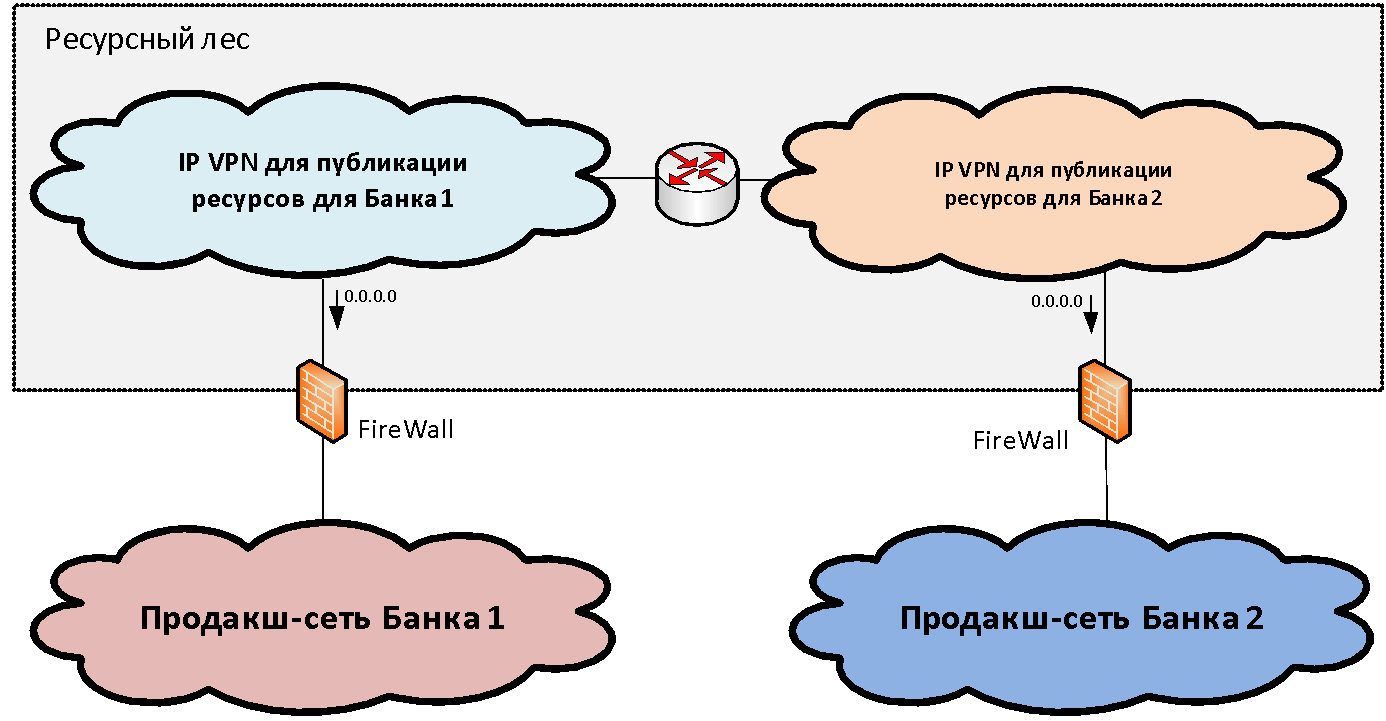 Ресурсный лес
IP VPN для публикации
ресурсов для Банка 1
IP VPN для публикации
ресурсов для Банка 2
0.0.0.0
0.0.0.0
FireWall
FireWall
Продакш-сеть Банка 1
Продакш-сеть Банка 2